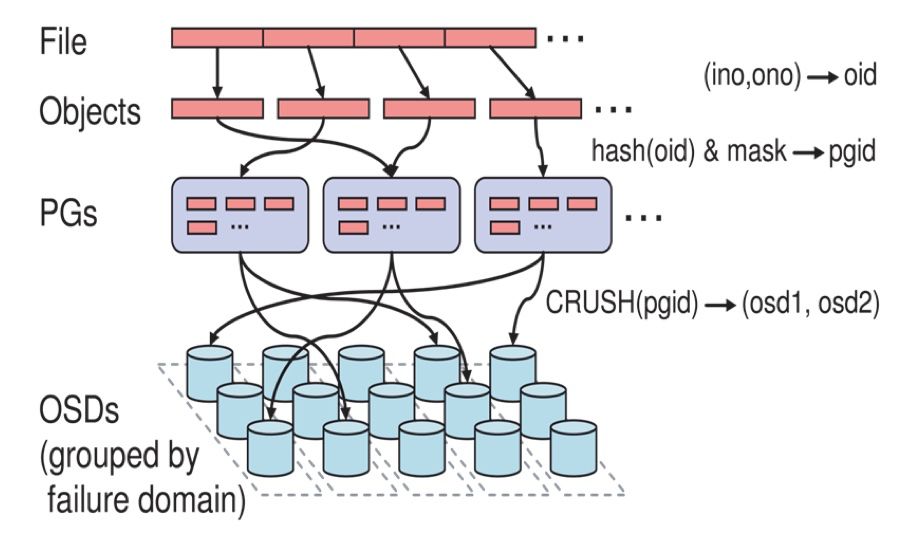 File
...
(ino,ono) → oid
Objects
...
hash(oid) & mask → pgid
PGs
...
... ... ...
CRUSH(pgid) → (osd1, osd2)
OSDs
(grouped by
failure domain)